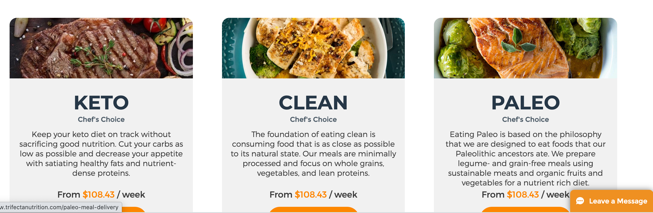 KETO
Chef's Choice
Keep your keto diet on track without
sacrificing good nutrition. Cut your carbs as
low as possible and decrease your appetite
with satiating healthy fats and nutrient-
dense proteins.
From $108.43 / week
CLEAN
Chef's Choice
The foundation of eating clean is
consuming food that is as close as possible
to its natural state. Our meals are minimally
processed and focus on whole grains,
vegetables, and lean proteins.
From $108.43 / week
PALEO
Chef's Choice
Eating Paleo is based on the philosophy
that we are designed to eat foods that our
Paleolithic ancestors ate. We prepare
legume- and grain-free meals using
sustainable meats and organic fruits and
vegetables for a nutrient rich diet.
From $108.43 / week
Leave a Message
w.trifectanutrition.com/paleo-meal-delivery